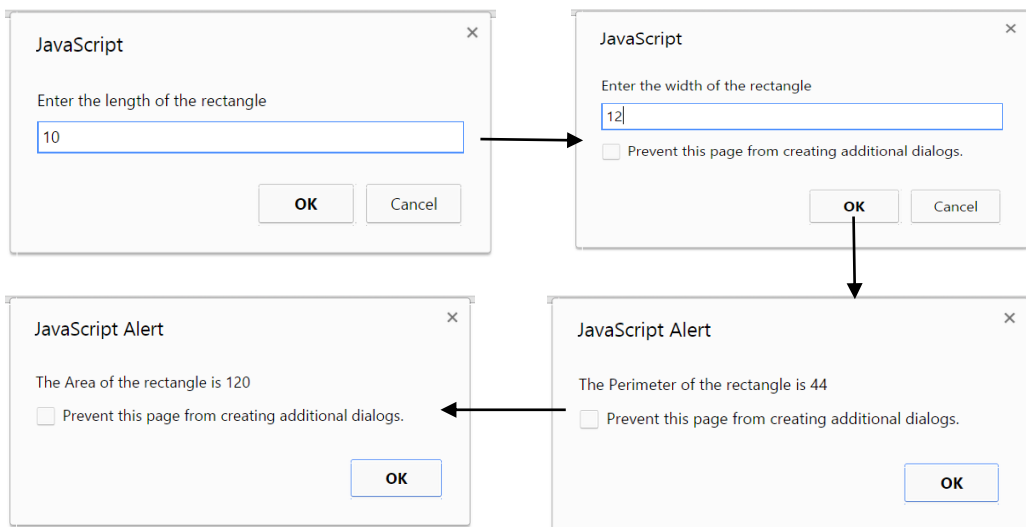 JavaScript
Enter the length of the rectangle
10
OK Cancel
JavaScript
Enter the width of the rectangle
12
Prevent this page from creating additional dialogs.
OK Cancel
JavaScript Alert
The Perimeter of the rectangle is 44
Prevent this page from creating additional dialogs.
OK
JavaScript Alert
The Area of the rectangle is 120
Prevent this page from creating additional dialogs.
OK